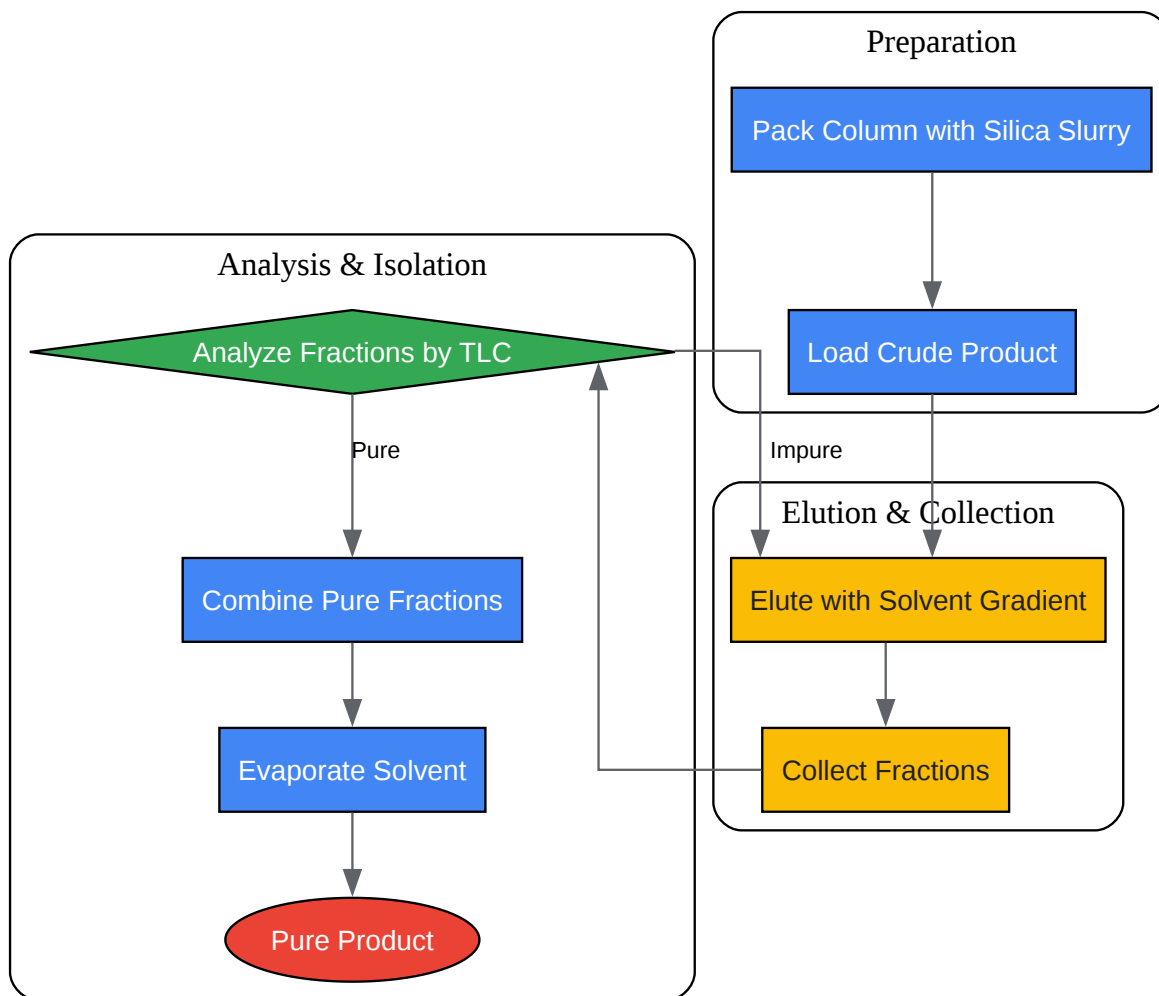 Preparation
Pack Column with Silica Slurry
Load Crude Product
Analysis & Isolation
Analyze Fractions by TLC
Pure
Impure
Elution & Collection
Elute with Solvent Gradient
Combine Pure Fractions
Collect Fractions
Evaporate Solvent
Pure Product